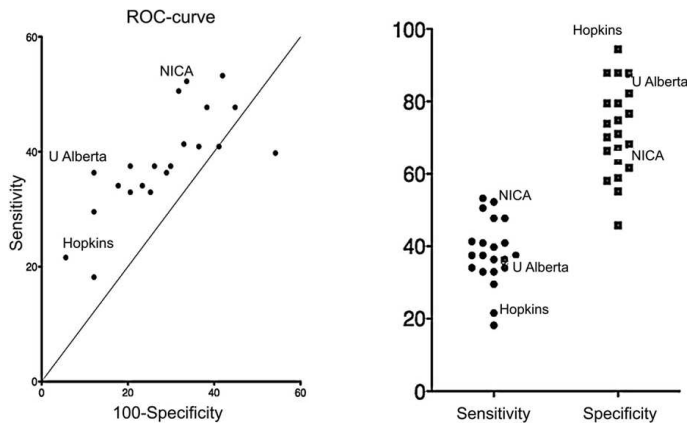 ROC-curve
60
40
20
0
0
20
40
60
Sensitivity
100-Specificity
NICA
U Alberta
Hopkins
100
80
60
40
20
0
Hopkins
U Alberta
NICA
NICA
U Alberta
Hopkins
Sensitivity
Specificity